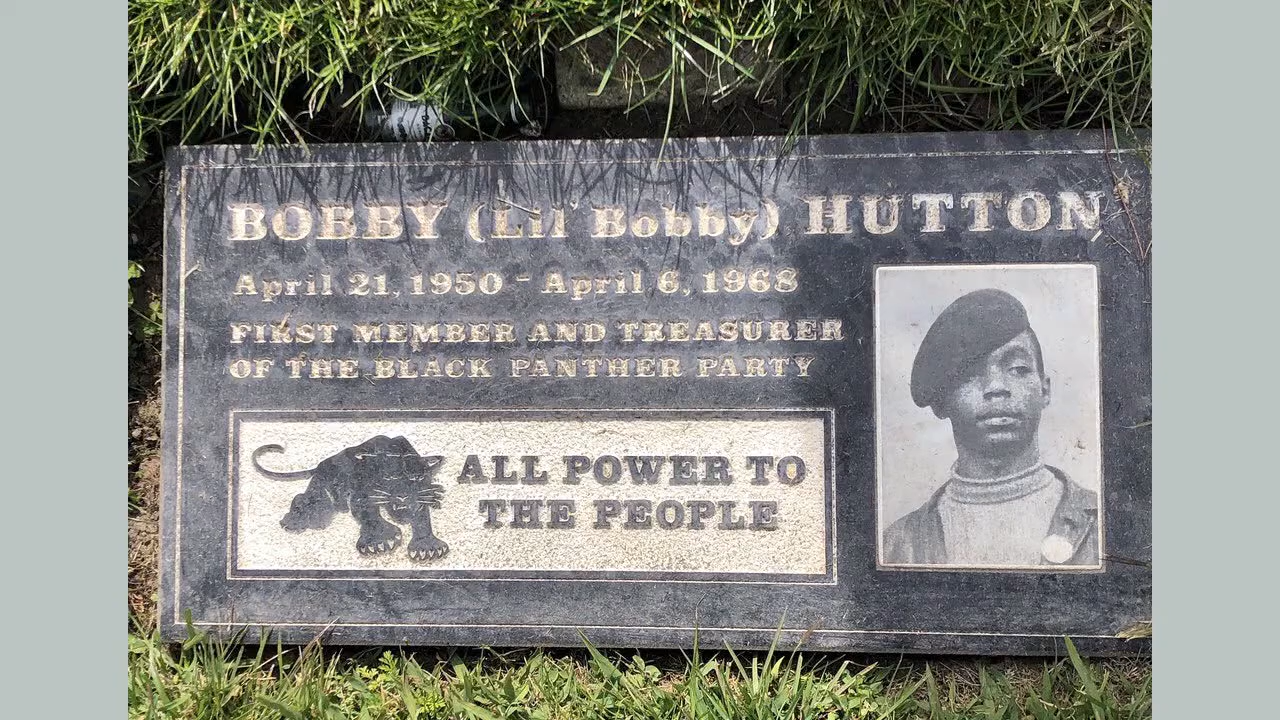 BOBBY (Lil' Bobby) HUTTON
April 21, 1950 - April 6, 1968
FIRST MEMBER AND TREASURER
OF THE BLACK PANTHER PARTY
ALL POWER TO
THE PEOPLE